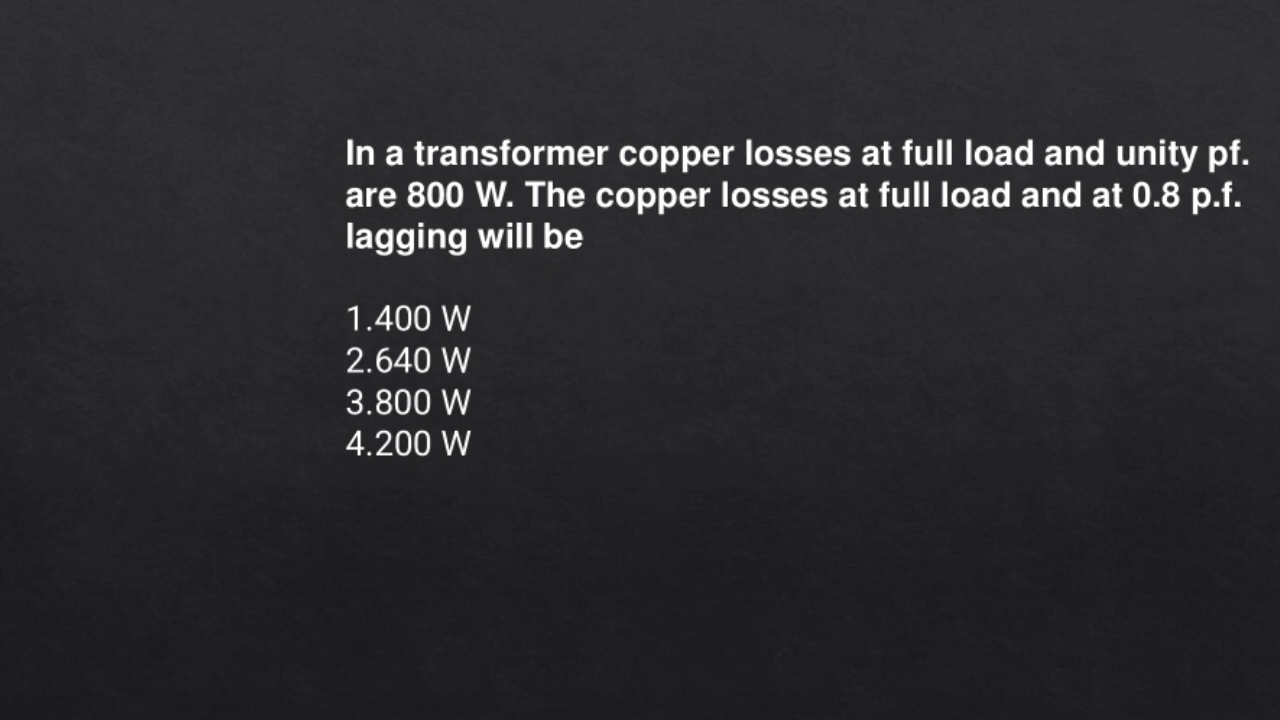 In a transformer copper losses at full load and unity pf.
are 800 W. The copper losses at full load and at 0.8 p.f.
lagging will be
1.400 W
2.640 W
3.800 W
4.200 W